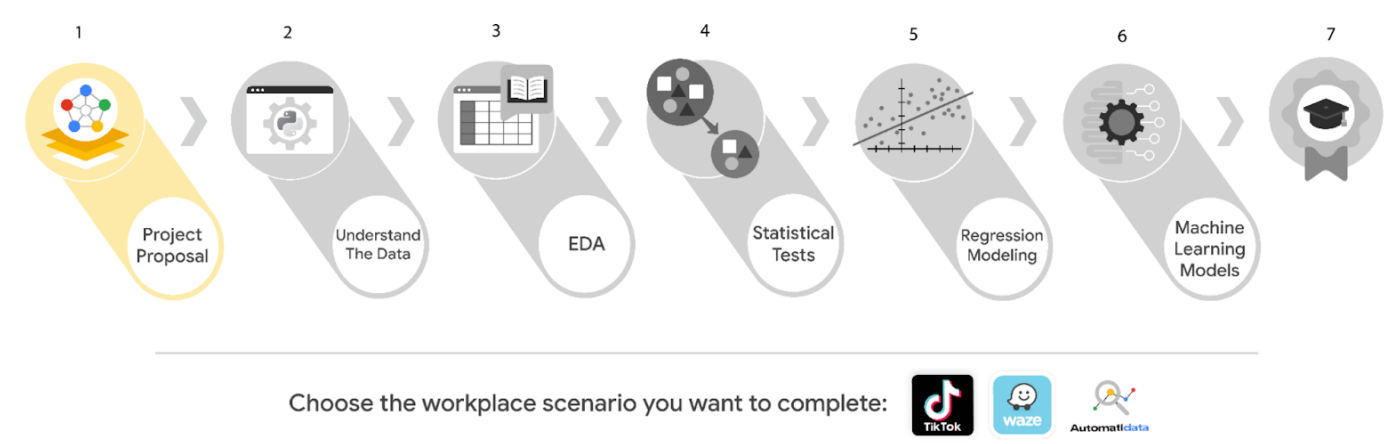 1
2
3
4
5
6
7
Project
Proposal
Understand
The Data
EDA
Statistical
Tests
Regression
Modeling
Machine
Learning
Models
Choose the workplace scenario you want to complete:
TikTok
waze
Automatidata